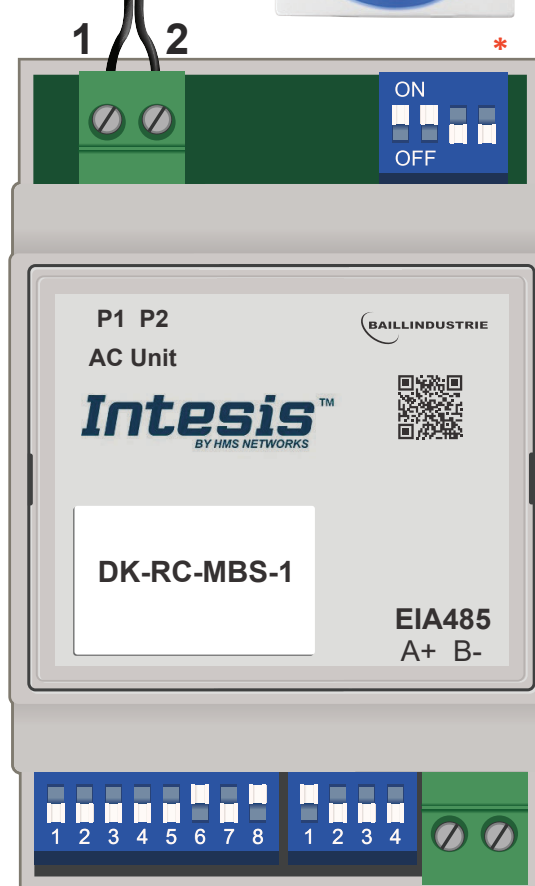 1 2
*
ON
OFF
P1 P2
AC Unit
BAILLINDUSTRIE
Intesis™
BY HMS NETWORKS
DK-RC-MBS-1
EIA485
A+ B-
1 2 3 4 5 6 7 8 1 2 3 4